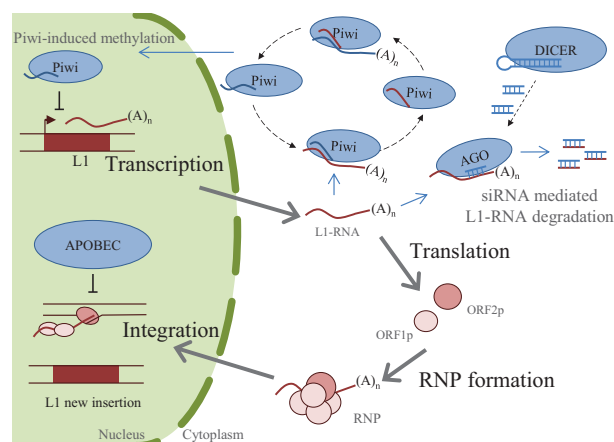 Piwi-induced methylation
Piwi
(A)n
L1
Transcription
Piwi
(A)n
Piwi
Piwi
Piwi
(A)n
DICER
AGO
(A)n
siRNA mediated
L1-RNA degradation
(A)n
L1-RNA
Translation
ORF2p
ORF1p
RNP formation
(A)n
RNP
APOBEC
Integration
L1 new insertion
Nucleus
Cytoplasm